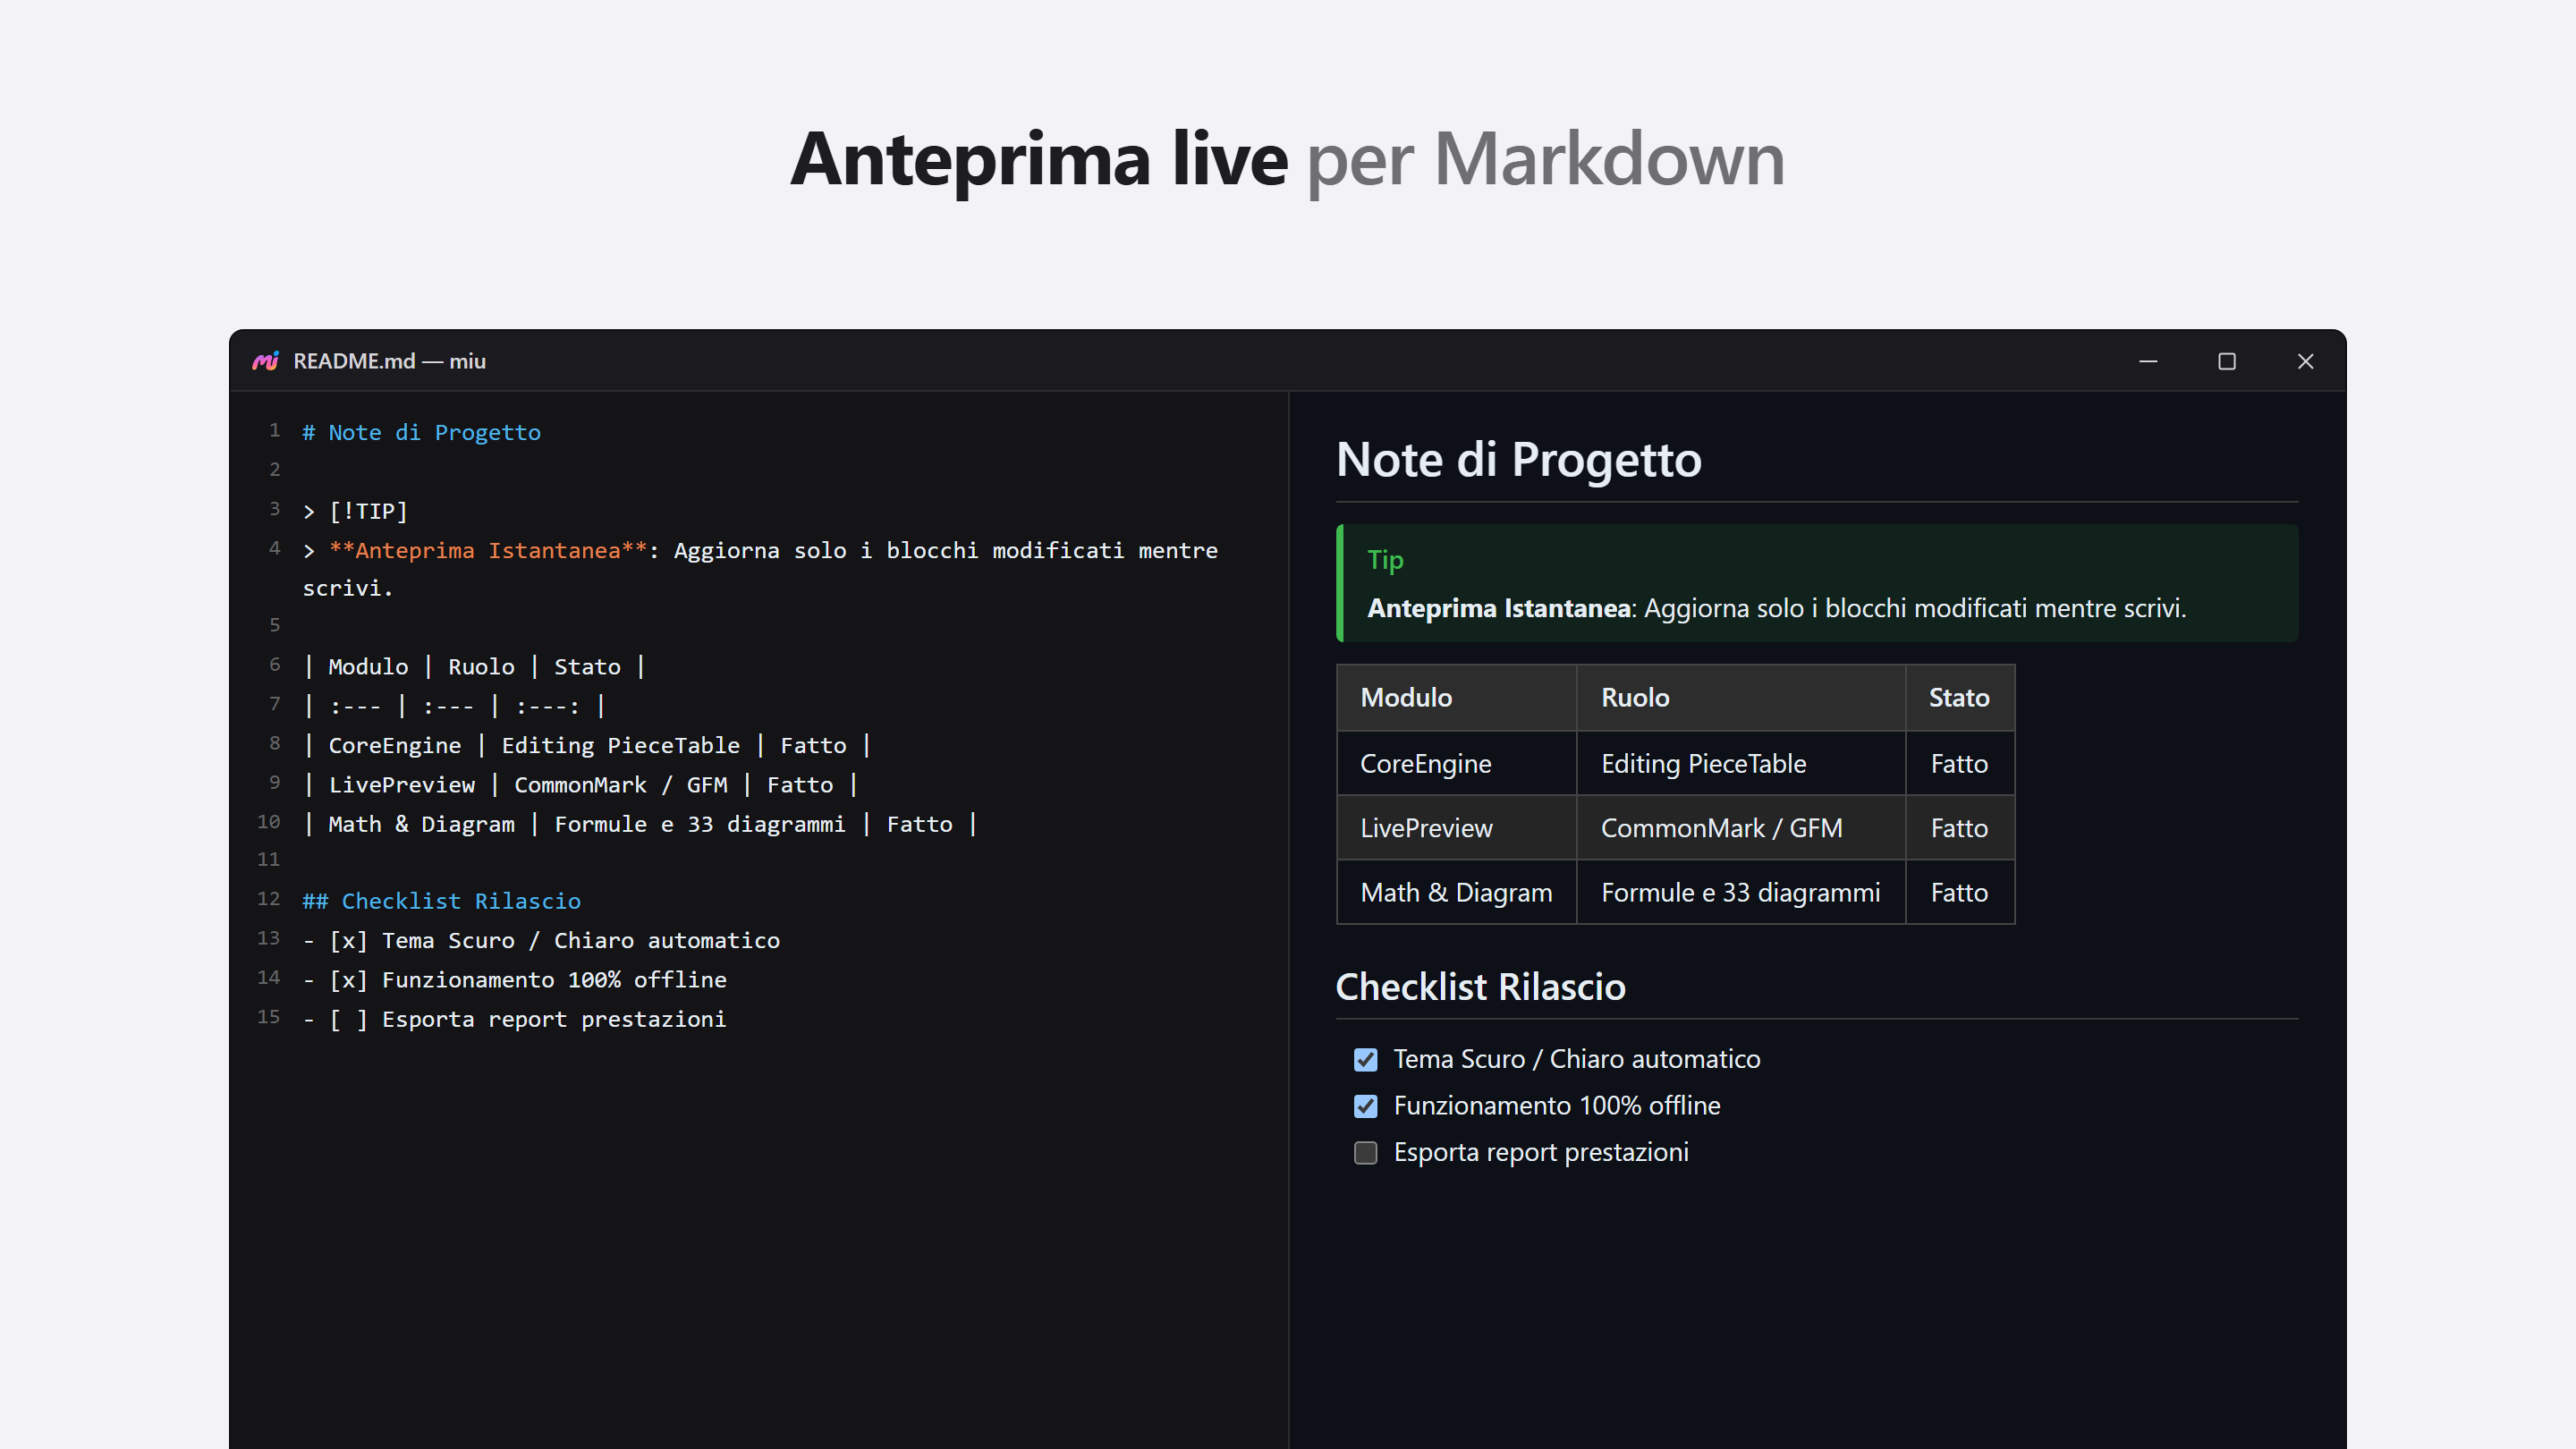 Anteprima live per Markdown
README.md — miu
1 # Note di Progetto
2
3 > [!TIP]
4 > **Anteprima Istantanea**: Aggiorna solo i blocchi modificati mentre
scrivi.
5
6 | Modulo | Ruolo | Stato |
7 | :--- | :--- | :---: |
8 | CoreEngine | Editing PieceTable | Fatto |
9 | LivePreview | CommonMark / GFM | Fatto |
10 | Math & Diagram | Formule e 33 diagrammi | Fatto |
11
12 ## Checklist Rilascio
13 - [x] Tema Scuro / Chiaro automatico
14 - [x] Funzionamento 100% offline
15 - [ ] Esporta report prestazioni
Note di Progetto
Tip
Anteprima Istantanea: Aggiorna solo i blocchi modificati mentre scrivi.
Modulo Ruolo Stato
CoreEngine Editing PieceTable Fatto
LivePreview CommonMark / GFM Fatto
Math & Diagram Formule e 33 diagrammi Fatto
Checklist Rilascio
Tema Scuro / Chiaro automatico
Funzionamento 100% offline
Esporta report prestazioni